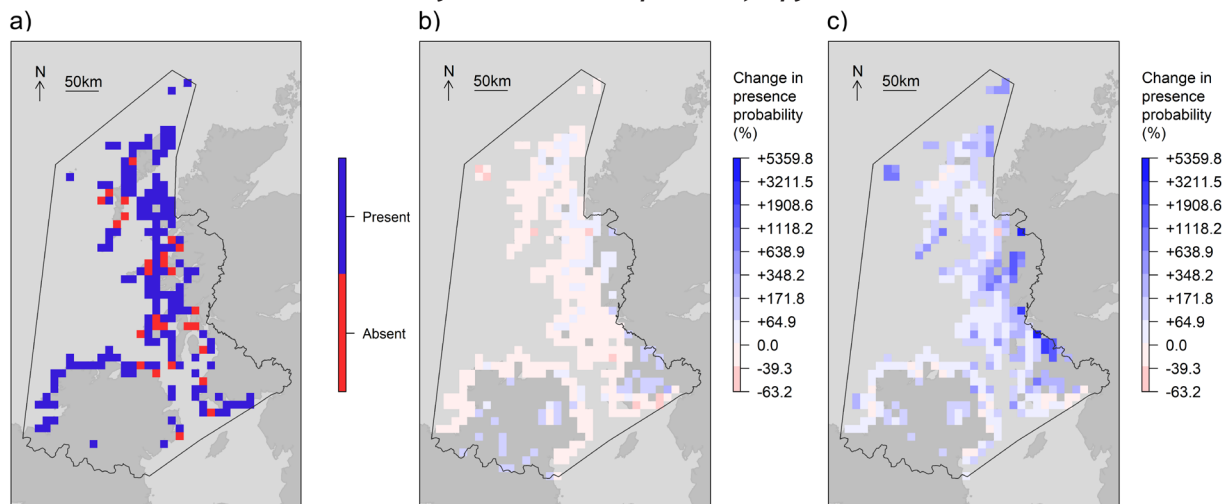 a)
N
50km
Present
Absent
b)
N
50km
Change in
presence
probability
(%)
+5359.8
+3211.5
+1908.6
+1118.2
+638.9
+348.2
+171.8
+64.9
0.0
-39.3
-63.2
c)
N
50km
Change in
presence
probability
(%)
+5359.8
+3211.5
+1908.6
+1118.2
+638.9
+348.2
+171.8
+64.9
0.0
-39.3
-63.2